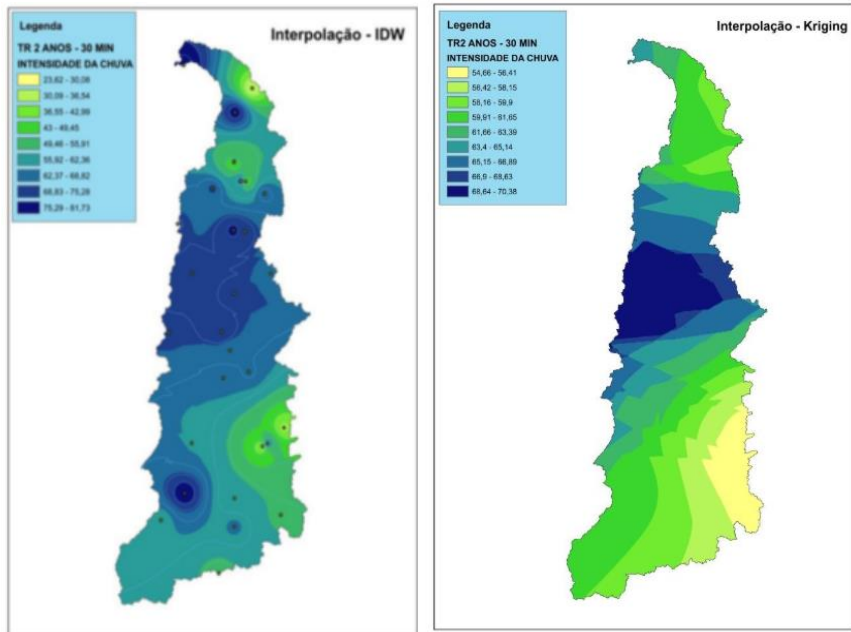 Legenda
TR 2 ANOS - 30 MIN
INTENSIDADE DA CHUVA
23,62 - 30,08
30,09 - 36,54
36,55 - 42,99
43 - 49,45
49,46 - 55,91
55,92 - 62,36
62,37 - 68,82
68,83 - 75,28
75,29 - 81,73
Interpolação - IDW
Legenda
TR2 ANOS - 30 MIN
INTENSIDADE DA CHUVA
54,66 - 56,41
56,42 - 58,15
58,16 - 59,9
59,91 - 61,65
61,66 - 63,39
63,4 - 65,14
65,15 - 66,89
66,9 - 68,63
68,64 - 70,38
Interpolação - Kriging